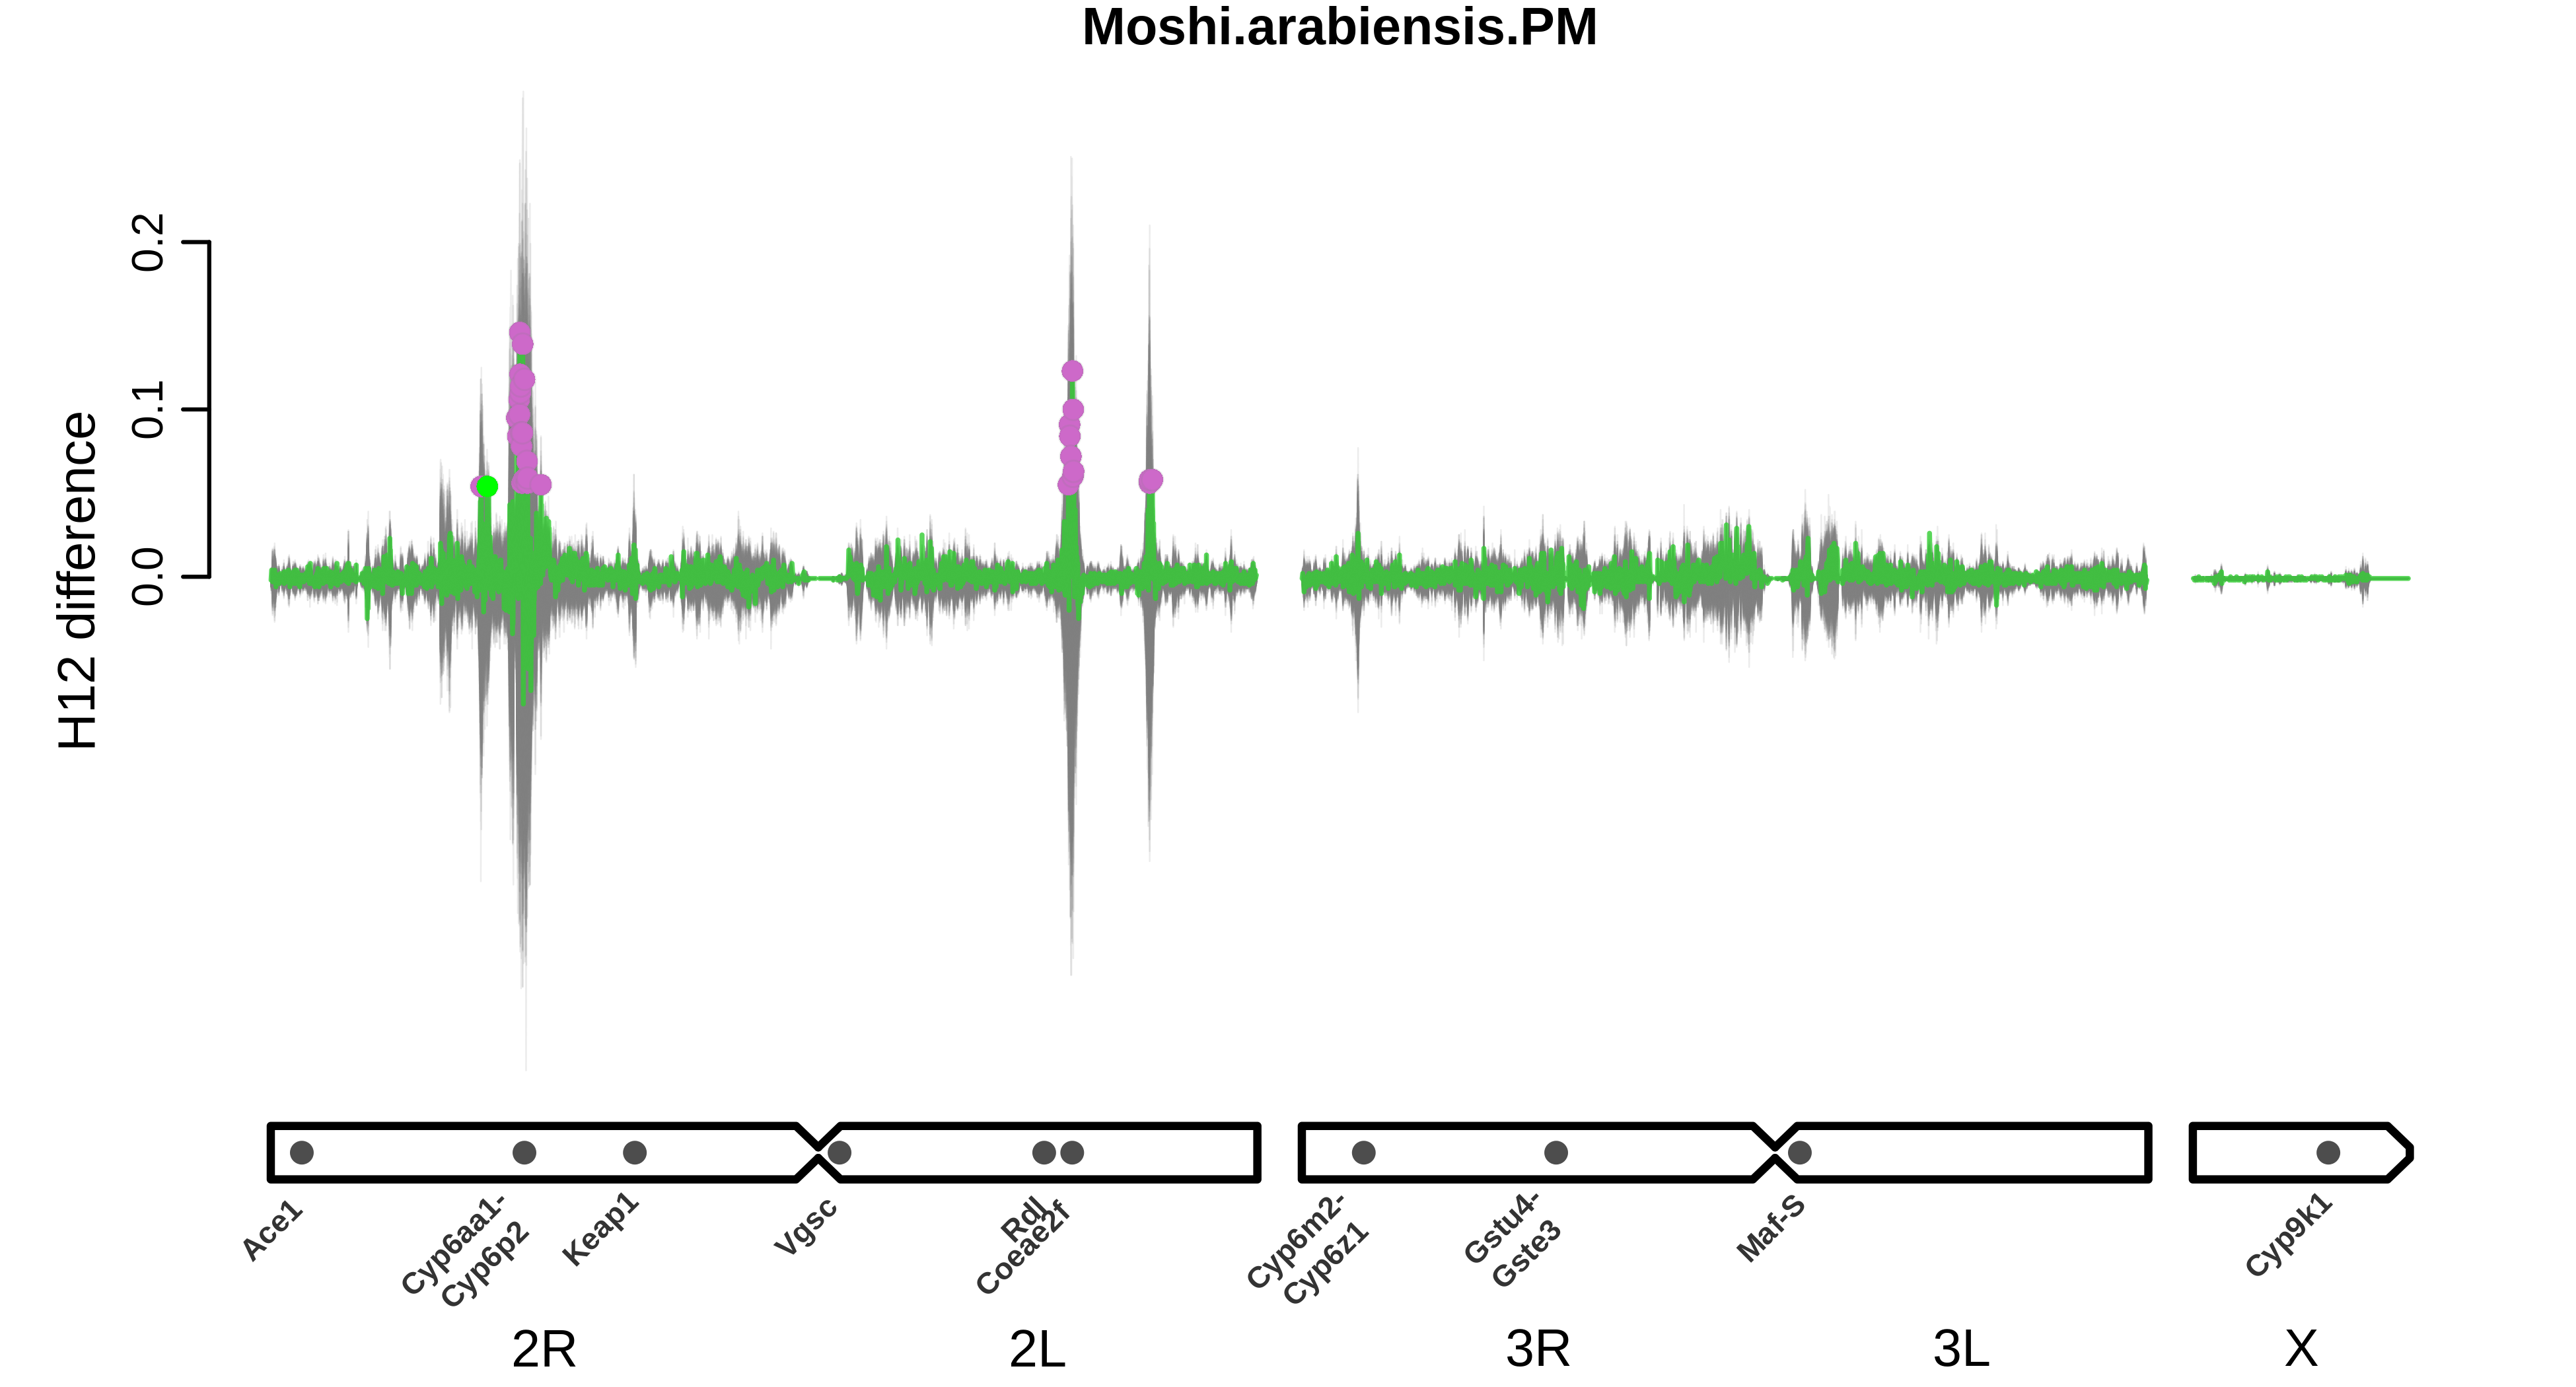 Moshi.arabiensis.PM
H12 difference
0.2
0.1
0.0
Ace1
Cyp6aa1-
Cyp6p2
Keap1
Vgsc
Rdl
Coeae2f
Cyp6m2-
Cyp6z1
Gstu4-
Gste3
Maf-S
Cyp9k1
2R
2L
3R
3L
X